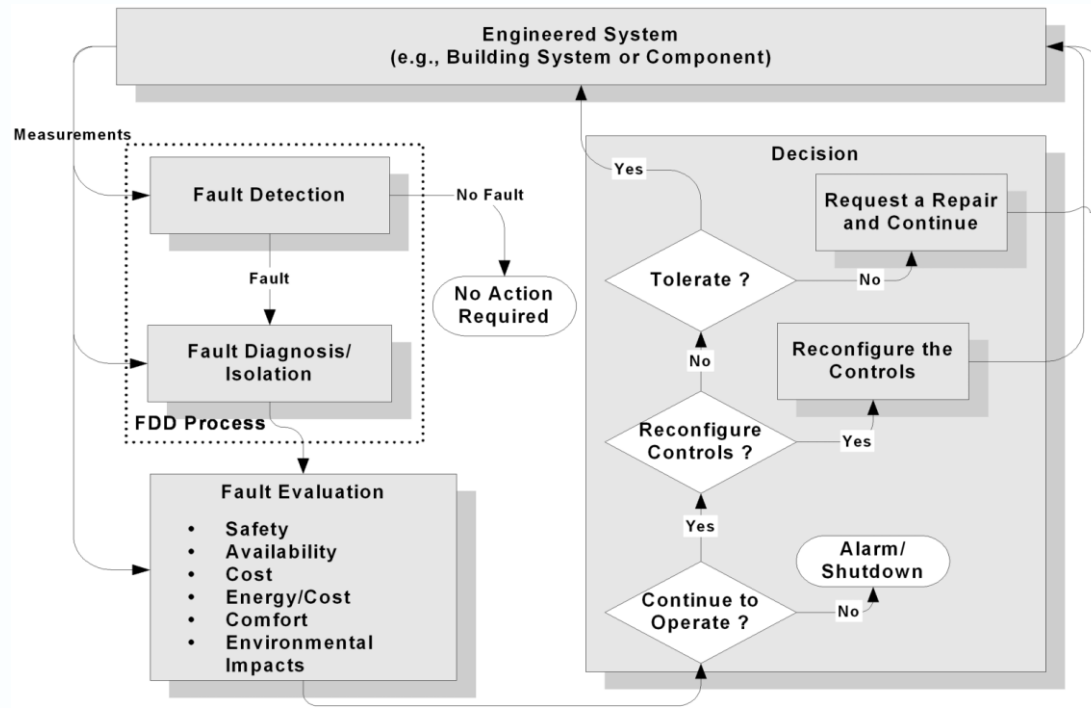 Engineered System
(e.g., Building System or Component)
Measurements
Fault Detection
No Fault
No Action
Required
Fault
Fault Diagnosis/
Isolation
FDD Process
Fault Evaluation
• Safety
• Availability
• Cost
• Energy/Cost
• Comfort
• Environmental
Impacts
Decision
Yes
Request a Repair
and Continue
Tolerate ?
No
No
Reconfigure the
Controls
Reconfigure
Controls ?
Yes
Yes
Alarm/
Shutdown
Continue to
Operate ?
No